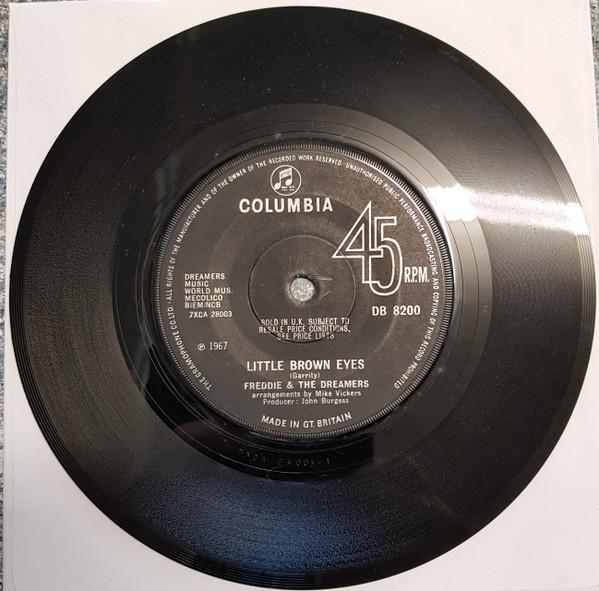 THE GRAMOPHONE CO. LTD. · ALL RIGHTS OF THE MANUFACTURER AND OF THE OWNER OF THE RECORDED WORK RESERVED · UNAUTHORISED PUBLIC PERFORMANCE BROADCASTING AND COPYING OF THIS RECORD PROHIBITED
COLUMBIA
45
R.P.M.
DREAMERS
MUSIC
WORLD MUS.
MECOLICO
BIEM/NCB
7XCA 28003
DB 8200
SOLD IN U.K. SUBJECT TO
RESALE PRICE CONDITIONS,
SEE PRICE LISTS
℗ 1967
LITTLE BROWN EYES
(Garrity)
FREDDIE & THE DREAMERS
arrangements by Mike Vickers
Producer: John Burgess
MADE IN GT. BRITAIN